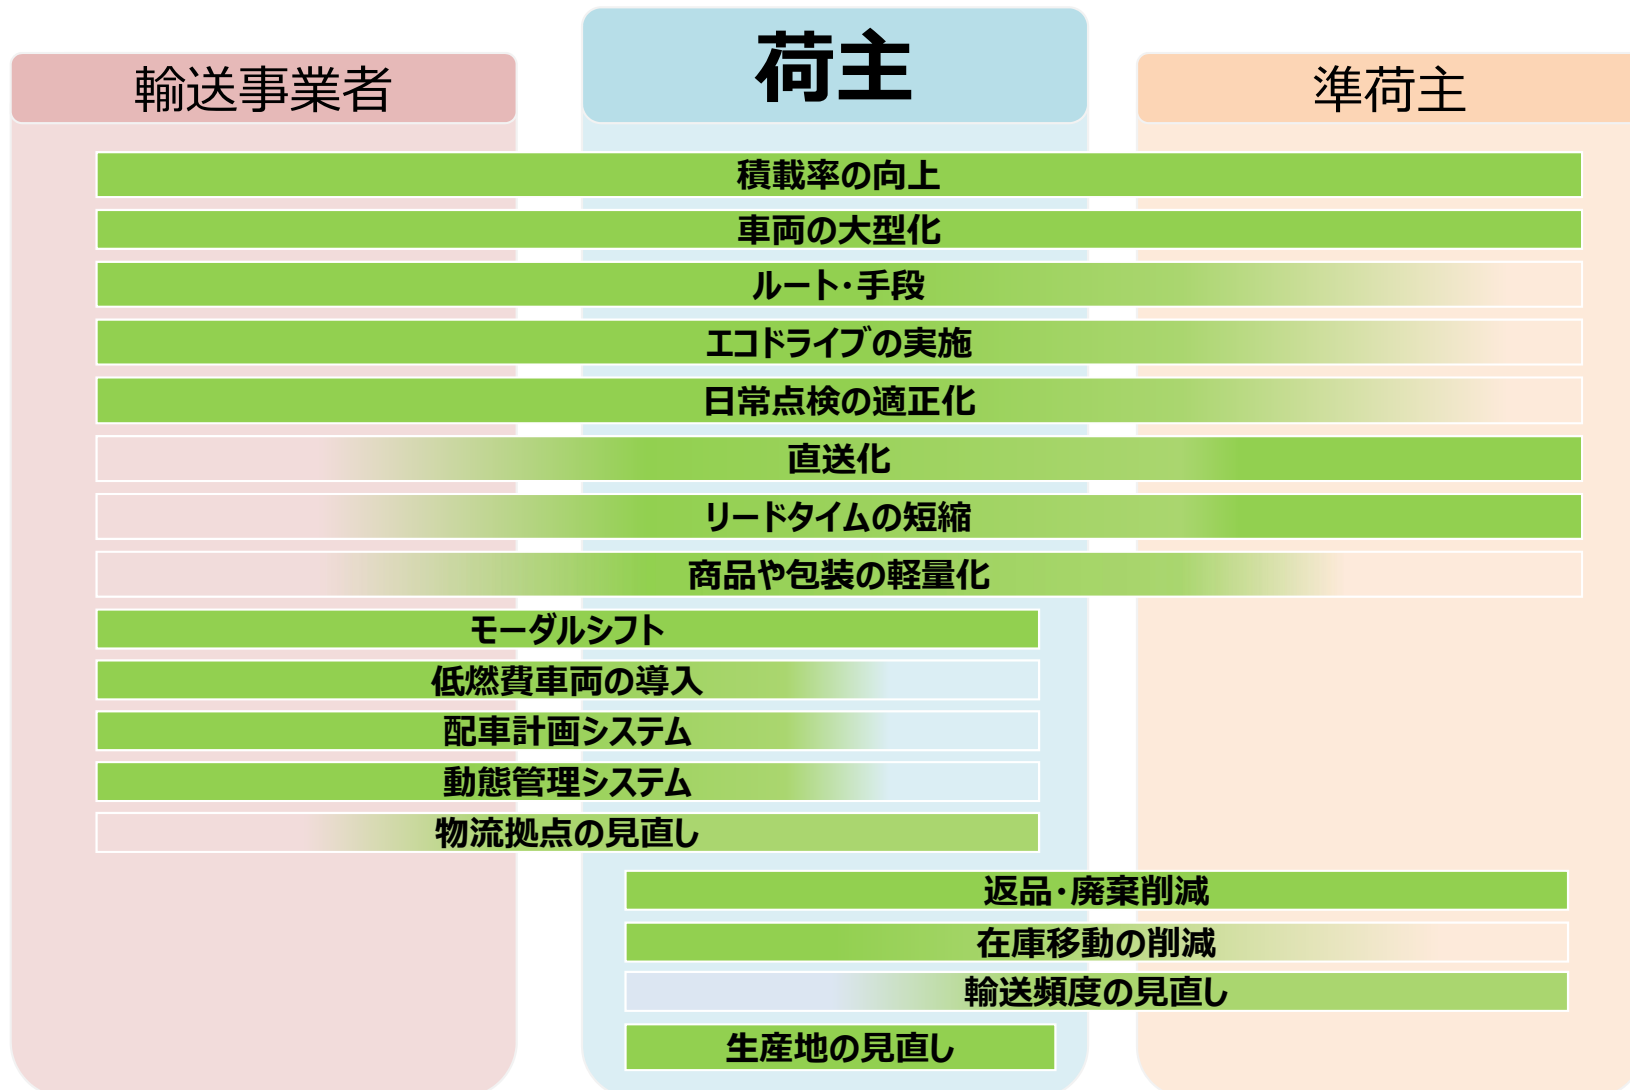 輸送事業者
荷主
準荷主
積載率の向上
車両の大型化
ルート・手段
エコドライブの実施
日常点検の適正化
直送化
リードタイムの短縮
商品や包装の軽量化
モーダルシフト
低燃費車両の導入
配車計画システム
動態管理システム
物流拠点の見直し
返品・廃棄削減
在庫移動の削減
輸送頻度の見直し
生産地の見直し